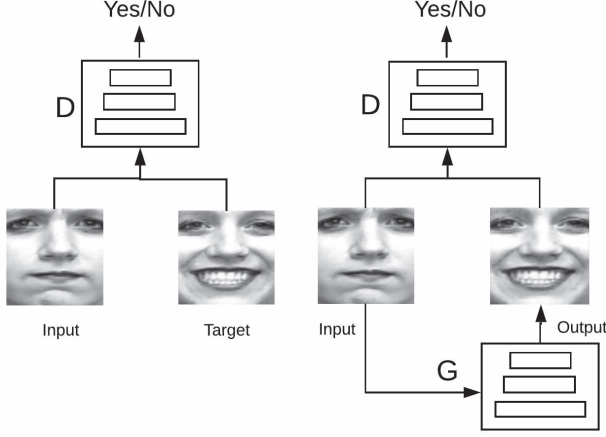 Yes/No
Yes/No
D
D
Input
Target
Input
Output
G